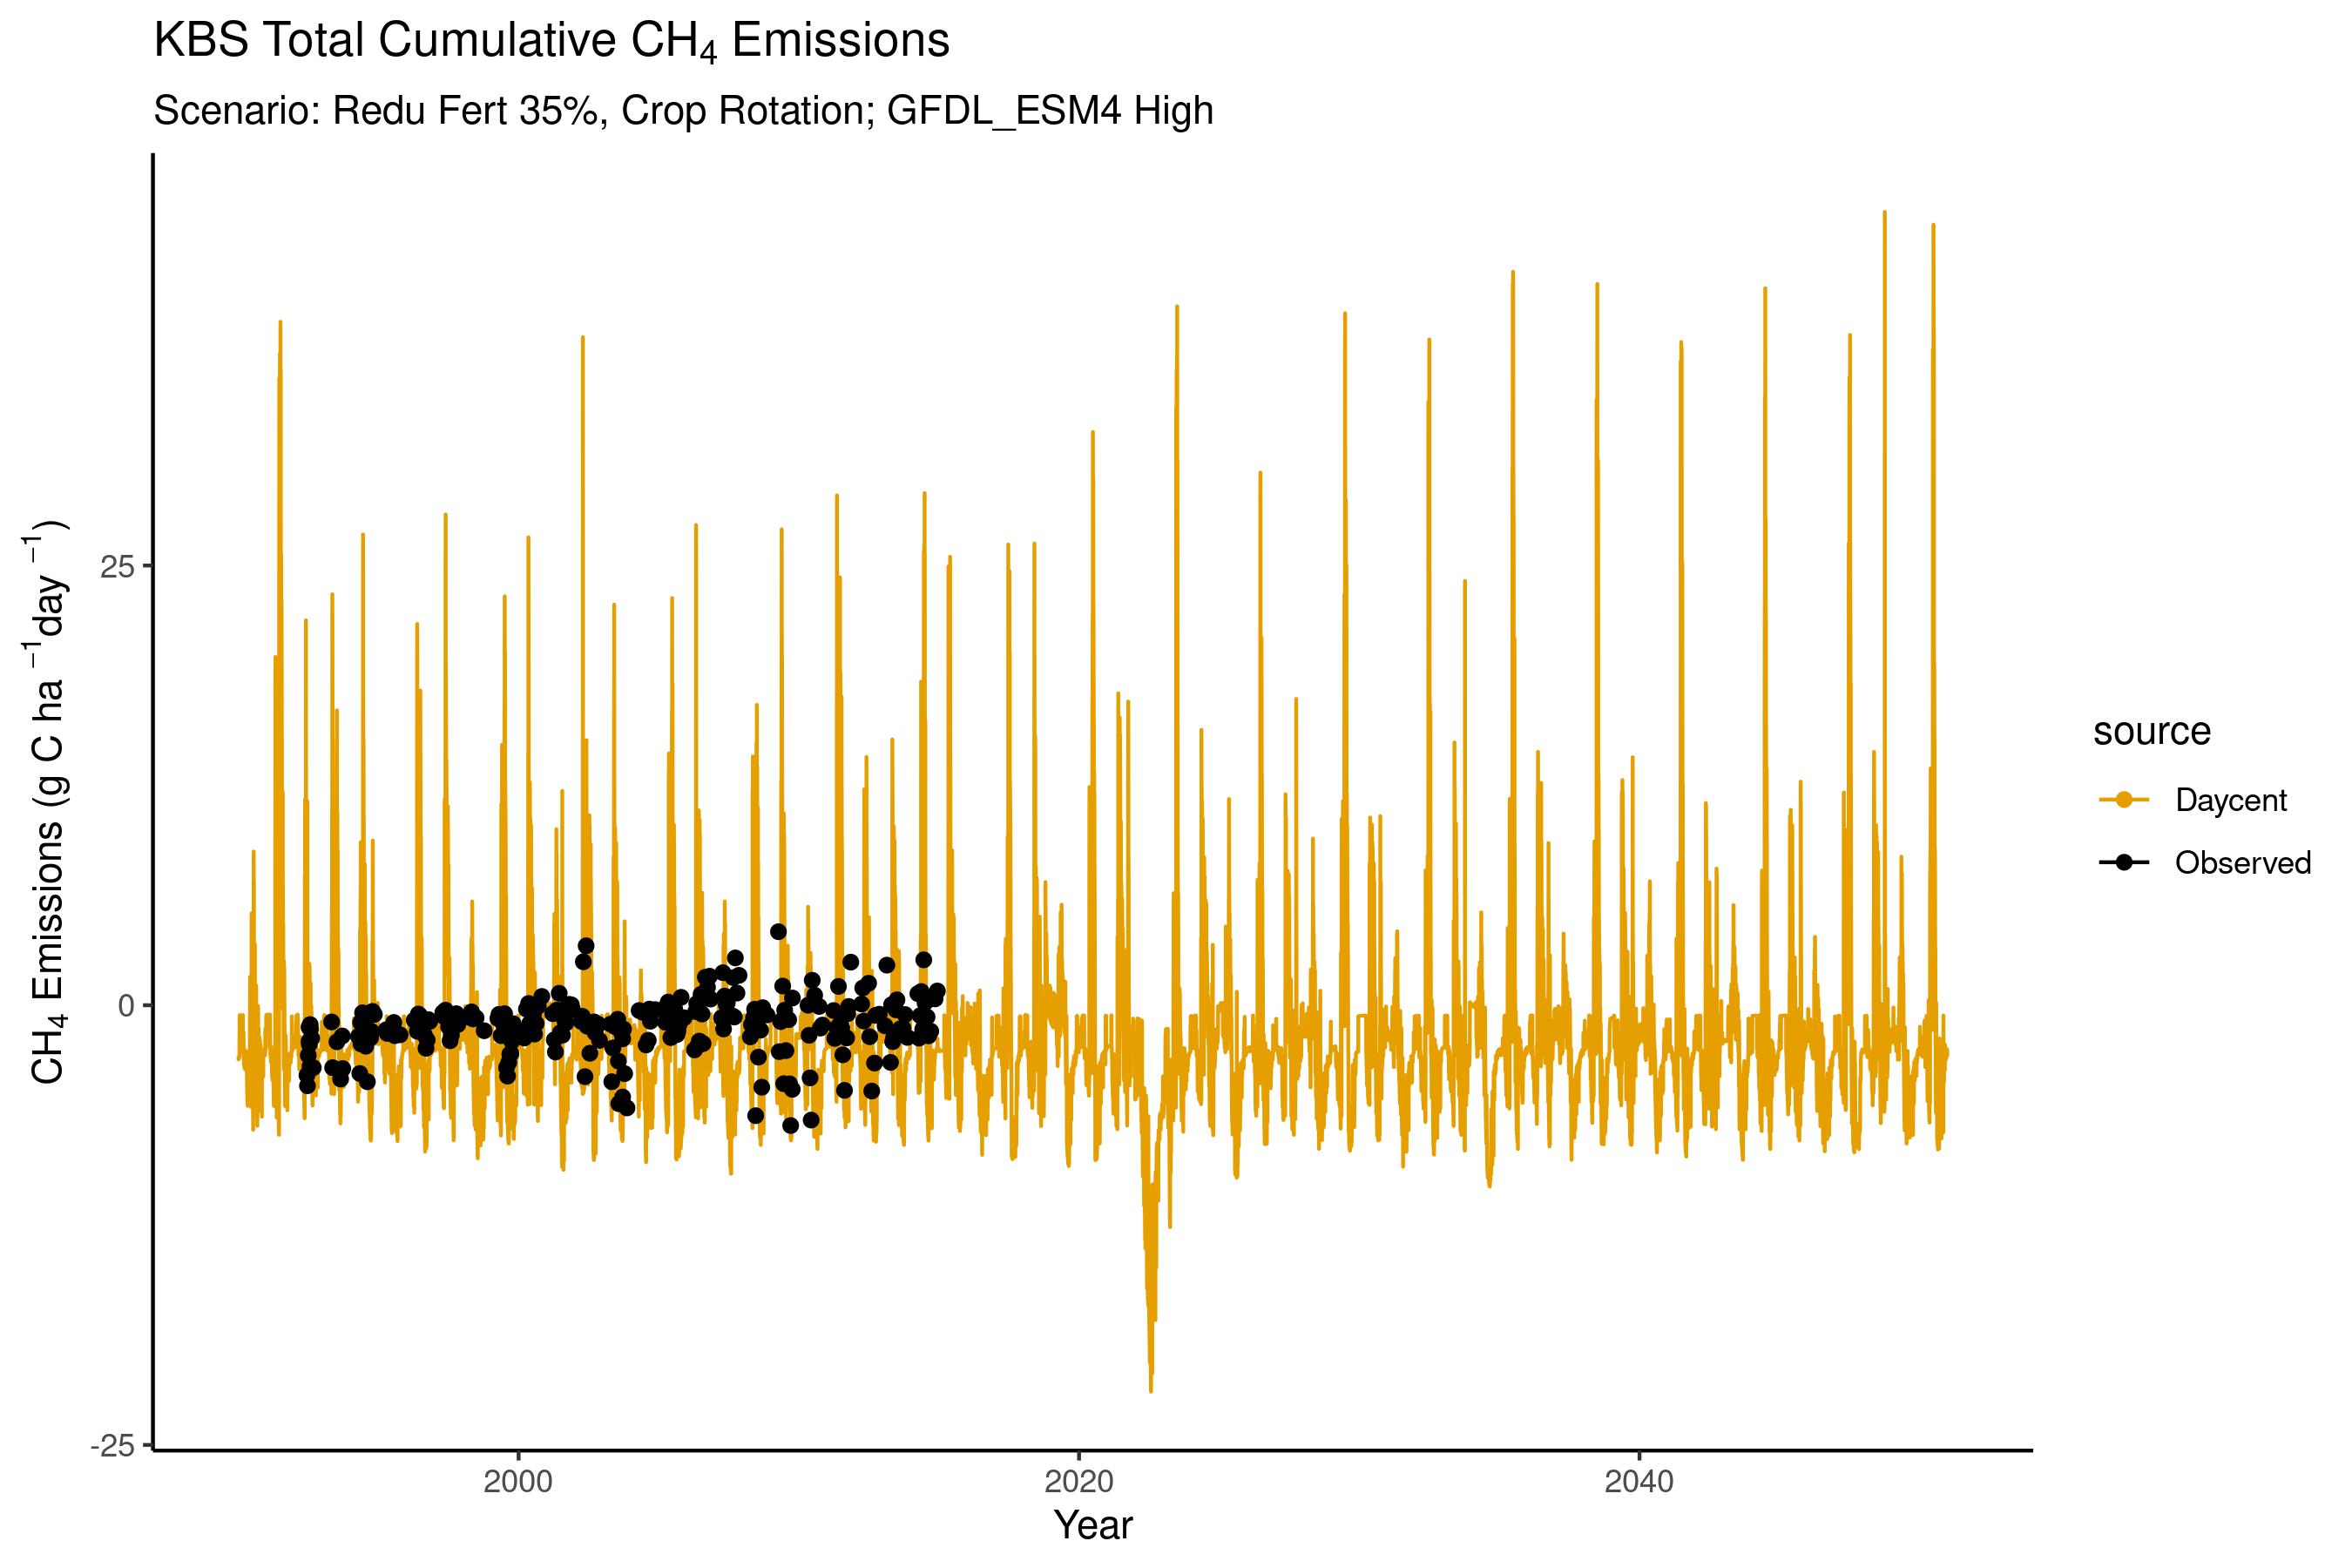 KBS Total Cumulative CH₄ Emissions
Scenario: Redu Fert 35%, Crop Rotation; GFDL_ESM4 High
CH₄ Emissions (g C ha ⁻¹day ⁻¹)
25
0
-25
2000
2020
2040
Year
source
Daycent
Observed